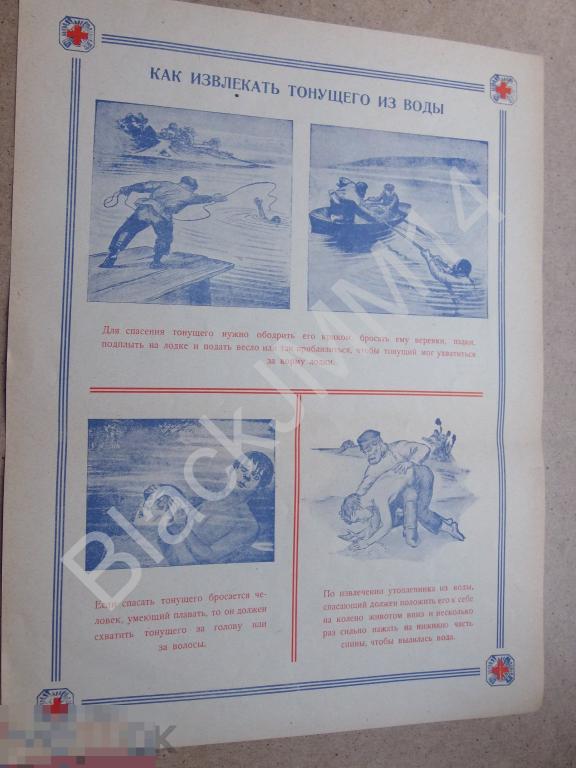 КАК ИЗВЛЕКАТЬ ТОНУЩЕГО ИЗ ВОДЫ
Для спасения тонущего нужно ободрить его криком, бросать ему веревки, палки,
подплыть на лодке и подать весло или так приблизиться, чтобы тонущий мог ухватиться
за корму лодки.
Если спасать тонущего бросается че-
ловек, умеющий плавать, то он должен
схватить тонущего за голову или
за волосы.
По извлечении утопленника из воды,
спасающий должен положить его к себе
на колено животом вниз и несколько
раз сильно нажать на нижнюю часть
спины, чтобы вылилась вода.
BlackJIMM74